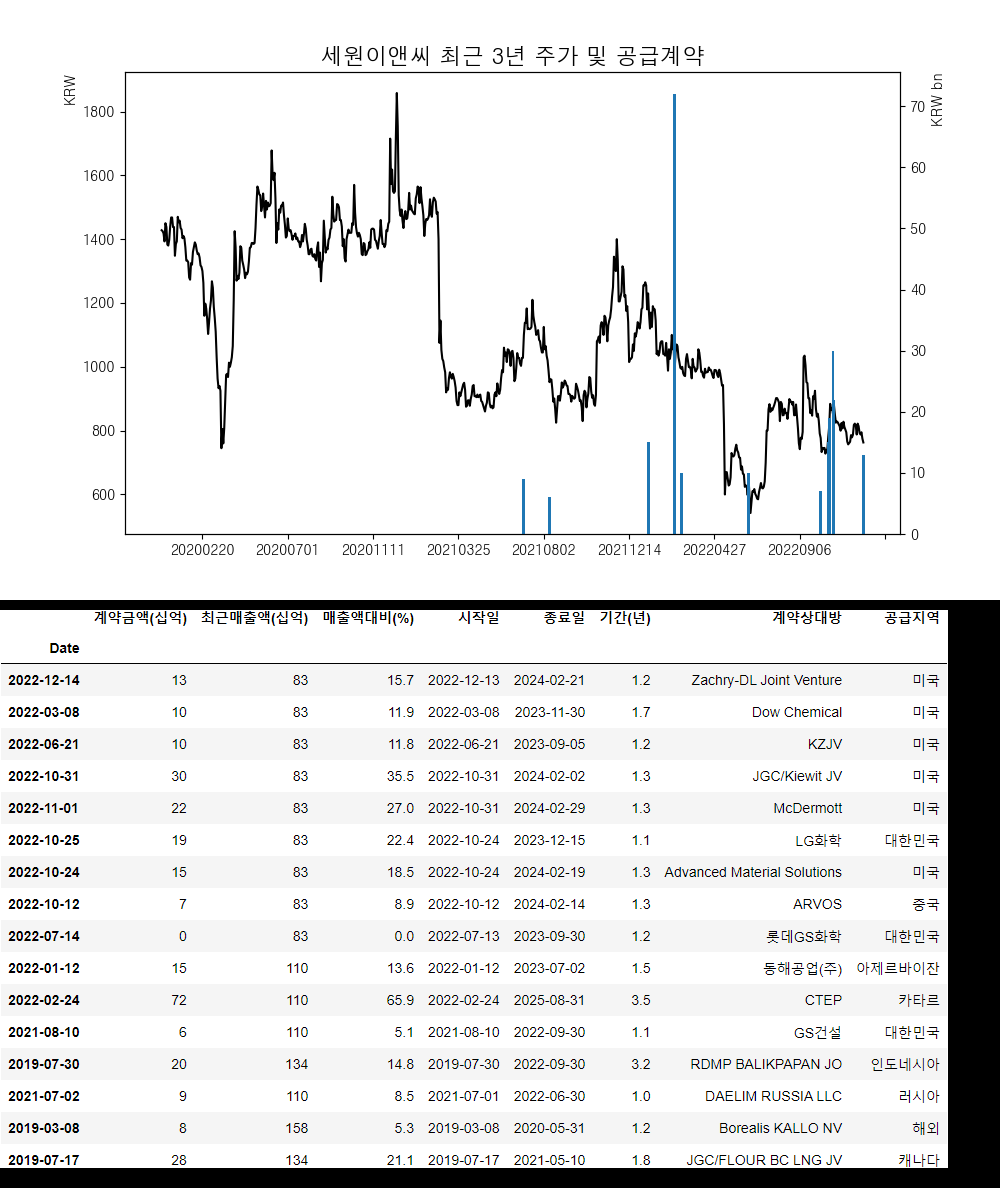 세원이앤씨 최근 3년 주가 및 공급계약
KRW
KRW bn
1800
1600
1400
1200
1000
800
600
70
60
50
40
30
20
10
0
20200220 20200701 20201111 20210325 20210802 20211214 20220427 20220906
계약금액(십억) 최근매출액(십억) 매출액대비(%) 시작일 종료일 기간(년) 계약상대방 공급지역
Date
2022-12-14 13 83 15.7 2022-12-13 2024-02-21 1.2 Zachry-DL Joint Venture 미국
2022-03-08 10 83 11.9 2022-03-08 2023-11-30 1.7 Dow Chemical 미국
2022-06-21 10 83 11.8 2022-06-21 2023-09-05 1.2 KZJV 미국
2022-10-31 30 83 35.5 2022-10-31 2024-02-02 1.3 JGC/Kiewit JV 미국
2022-11-01 22 83 27.0 2022-10-31 2024-02-29 1.3 McDermott 미국
2022-10-25 19 83 22.4 2022-10-24 2023-12-15 1.1 LG화학 대한민국
2022-10-24 15 83 18.5 2022-10-24 2024-02-19 1.3 Advanced Material Solutions 미국
2022-10-12 7 83 8.9 2022-10-12 2024-02-14 1.3 ARVOS 중국
2022-07-14 0 83 0.0 2022-07-13 2023-09-30 1.2 롯데GS화학 대한민국
2022-01-12 15 110 13.6 2022-01-12 2023-07-02 1.5 동해공업(주) 아제르바이잔
2022-02-24 72 110 65.9 2022-02-24 2025-08-31 3.5 CTEP 카타르
2021-08-10 6 110 5.1 2021-08-10 2022-09-30 1.1 GS건설 대한민국
2019-07-30 20 134 14.8 2019-07-30 2022-09-30 3.2 RDMP BALIKPAPAN JO 인도네시아
2021-07-02 9 110 8.5 2021-07-01 2022-06-30 1.0 DAELIM RUSSIA LLC 러시아
2019-03-08 8 158 5.3 2019-03-08 2020-05-31 1.2 Borealis KALLO NV 해외
2019-07-17 28 134 21.1 2019-07-17 2021-05-10 1.8 JGC/FLOUR BC LNG JV 캐나다